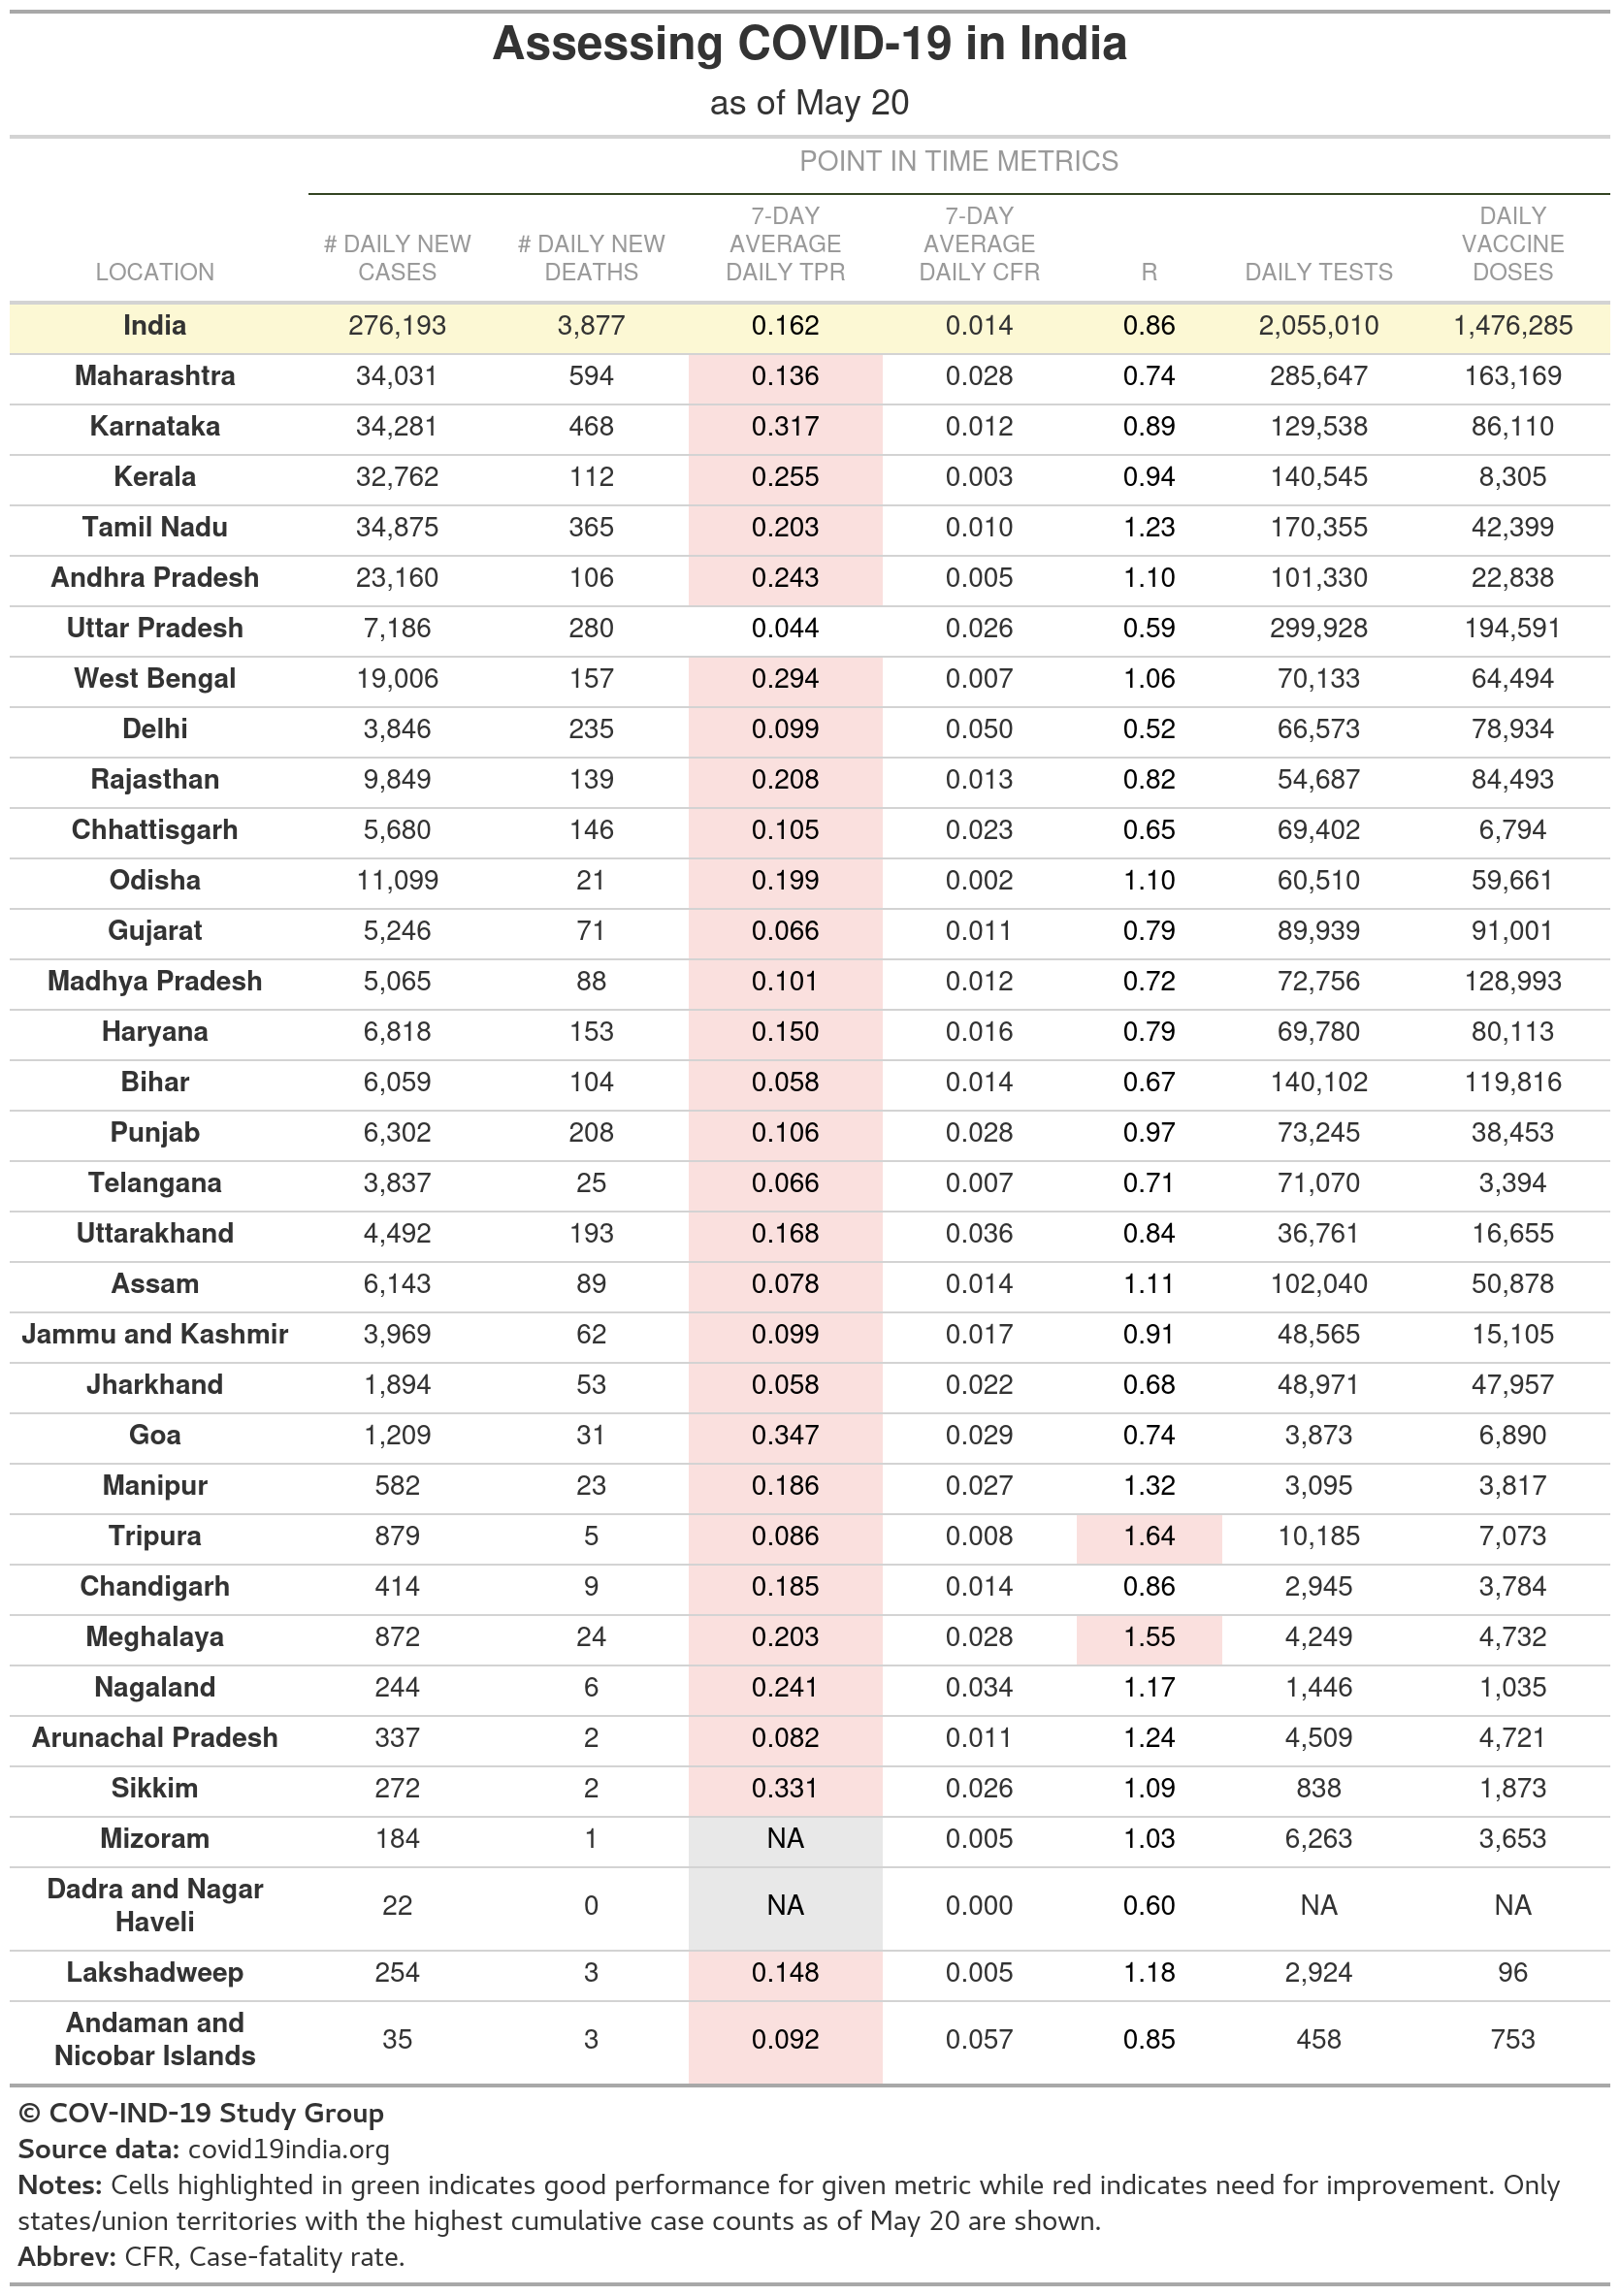 Assessing COVID-19 in India
as of May 20
POINT IN TIME METRICS
LOCATION # DAILY NEW CASES # DAILY NEW DEATHS 7-DAY AVERAGE DAILY TPR 7-DAY AVERAGE DAILY CFR R DAILY TESTS DAILY VACCINE DOSES
India 276,193 3,877 0.162 0.014 0.86 2,055,010 1,476,285
Maharashtra 34,031 594 0.136 0.028 0.74 285,647 163,169
Karnataka 34,281 468 0.317 0.012 0.89 129,538 86,110
Kerala 32,762 112 0.255 0.003 0.94 140,545 8,305
Tamil Nadu 34,875 365 0.203 0.010 1.23 170,355 42,399
Andhra Pradesh 23,160 106 0.243 0.005 1.10 101,330 22,838
Uttar Pradesh 7,186 280 0.044 0.026 0.59 299,928 194,591
West Bengal 19,006 157 0.294 0.007 1.06 70,133 64,494
Delhi 3,846 235 0.099 0.050 0.52 66,573 78,934
Rajasthan 9,849 139 0.208 0.013 0.82 54,687 84,493
Chhattisgarh 5,680 146 0.105 0.023 0.65 69,402 6,794
Odisha 11,099 21 0.199 0.002 1.10 60,510 59,661
Gujarat 5,246 71 0.066 0.011 0.79 89,939 91,001
Madhya Pradesh 5,065 88 0.101 0.012 0.72 72,756 128,993
Haryana 6,818 153 0.150 0.016 0.79 69,780 80,113
Bihar 6,059 104 0.058 0.014 0.67 140,102 119,816
Punjab 6,302 208 0.106 0.028 0.97 73,245 38,453
Telangana 3,837 25 0.066 0.007 0.71 71,070 3,394
Uttarakhand 4,492 193 0.168 0.036 0.84 36,761 16,655
Assam 6,143 89 0.078 0.014 1.11 102,040 50,878
Jammu and Kashmir 3,969 62 0.099 0.017 0.91 48,565 15,105
Jharkhand 1,894 53 0.058 0.022 0.68 48,971 47,957
Goa 1,209 31 0.347 0.029 0.74 3,873 6,890
Manipur 582 23 0.186 0.027 1.32 3,095 3,817
Tripura 879 5 0.086 0.008 1.64 10,185 7,073
Chandigarh 414 9 0.185 0.014 0.86 2,945 3,784
Meghalaya 872 24 0.203 0.028 1.55 4,249 4,732
Nagaland 244 6 0.241 0.034 1.17 1,446 1,035
Arunachal Pradesh 337 2 0.082 0.011 1.24 4,509 4,721
Sikkim 272 2 0.331 0.026 1.09 838 1,873
Mizoram 184 1 NA 0.005 1.03 6,263 3,653
Dadra and Nagar Haveli 22 0 NA 0.000 0.60 NA NA
Lakshadweep 254 3 0.148 0.005 1.18 2,924 96
Andaman and Nicobar Islands 35 3 0.092 0.057 0.85 458 753
© COV-IND-19 Study Group
Source data: covid19india.org
Notes: Cells highlighted in green indicates good performance for given metric while red indicates need for improvement. Only
states/union territories with the highest cumulative case counts as of May 20 are shown.
Abbrev: CFR, Case-fatality rate.